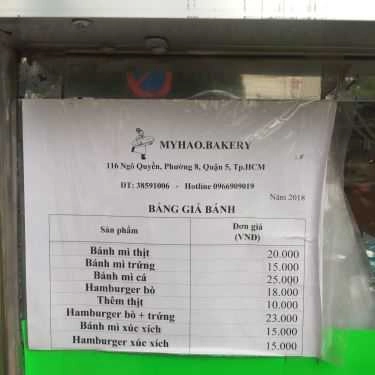 MYHAO.BAKERY
116 Ngô Quyền, Phường 8, Quận 5, Tp.HCM
ĐT: 38591006 - Hotline 0966909019
Năm 2018
BẢNG GIÁ BÁNH
Sản phẩm Đơn giá (VNĐ)
Bánh mì thịt 20.000
Bánh mì trứng 15.000
Bánh mì cá 25.000
Hamburger bò 18.000
Thêm thịt 10.000
Hamburger bò + trứng 23.000
Bánh mì xúc xích 15.000
Hamburger xúc xích 15.000